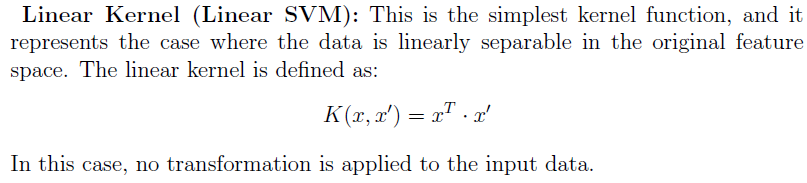 Linear Kernel (Linear SVM): This is the simplest kernel function, and it
represents the case where the data is linearly separable in the original feature
space. The linear kernel is defined as:
K(x, x′) = x^T · x′
In this case, no transformation is applied to the input data.